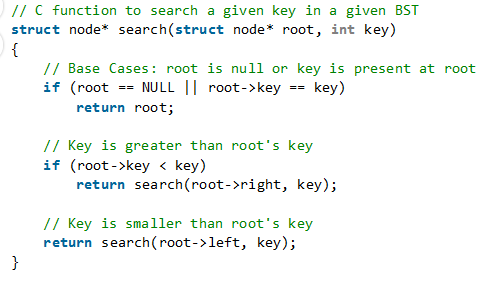 // C function to search a given key in a given BST
struct node* search(struct node* root, int key)
{
    // Base Cases: root is null or key is present at root
    if (root == NULL || root->key == key)
        return root;

    // Key is greater than root's key
    if (root->key < key)
        return search(root->right, key);

    // Key is smaller than root's key
    return search(root->left, key);
}